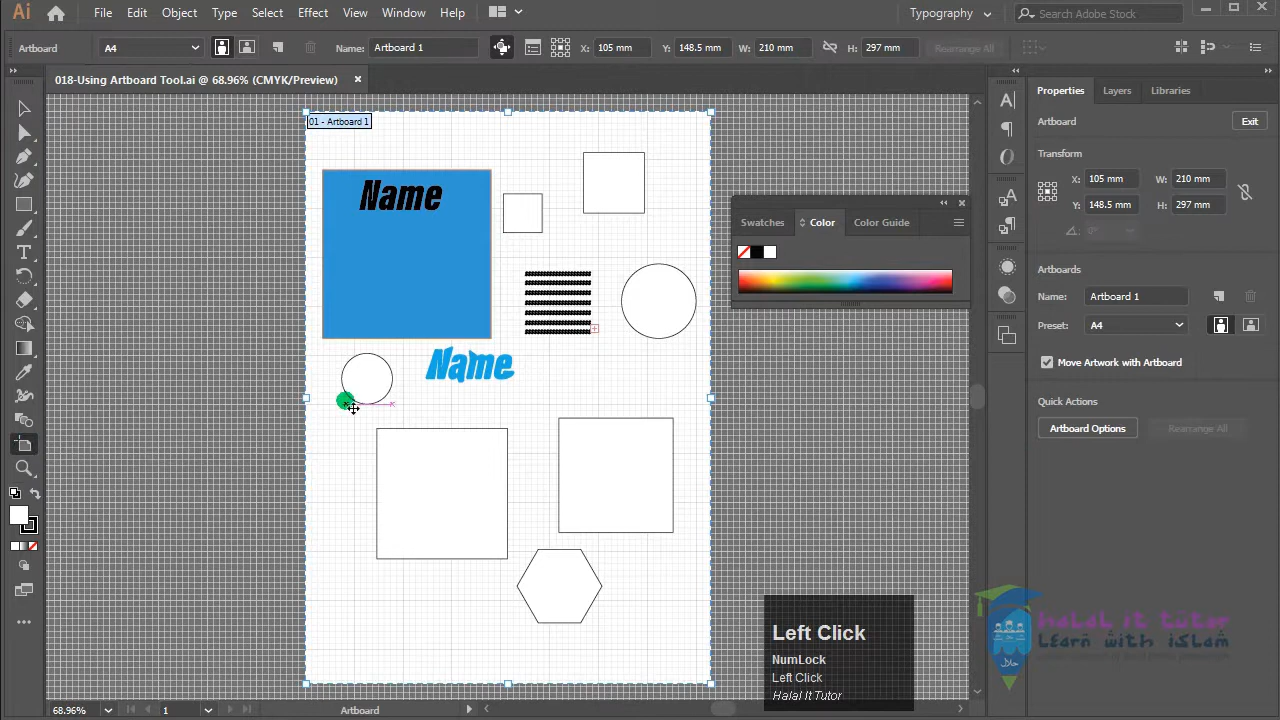 Ai File Edit Object Type Select Effect View Window Help Typography Search Adobe Stock
Artboard A4 Name: Artboard 1 X: 105 mm Y: 148.5 mm W: 210 mm H: 297 mm Rearrange All
018-Using Artboard Tool.ai @ 68.96% (CMYK/Preview)
01 - Artboard 1
Name
Name
Swatches Color Color Guide
Properties Layers Libraries
Artboard Exit
Transform
X: 105 mm W: 210 mm
Y: 148.5 mm H: 297 mm
0°
Artboards
Name: Artboard 1
Preset: A4
Move Artwork with Artboard
Quick Actions
Artboard Options Rearrange All
Left Click
NumLock
Left Click
Halal It Tutor
halal it tutor
Learn with islam
حلال
68.96% 1 Artboard